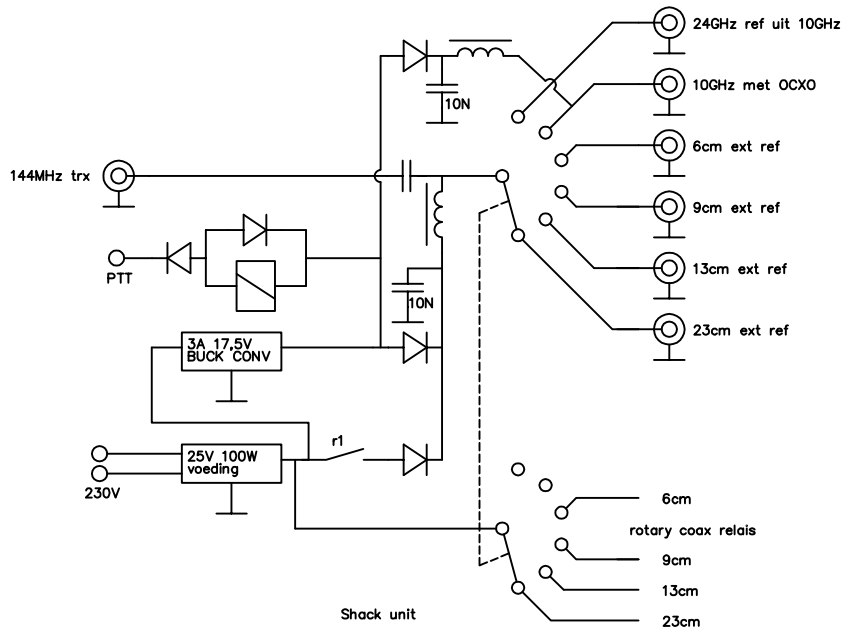 24GHz ref uit 10GHz
10N
10GHz met OCXO
6cm ext ref
144MHz trx
9cm ext ref
PTT
13cm ext ref
10N
3A 17,5V
BUCK CONV
23cm ext ref
r1
25V 100W
voeding
230V
6cm
rotary coax relais
9cm
13cm
Shack unit
23cm